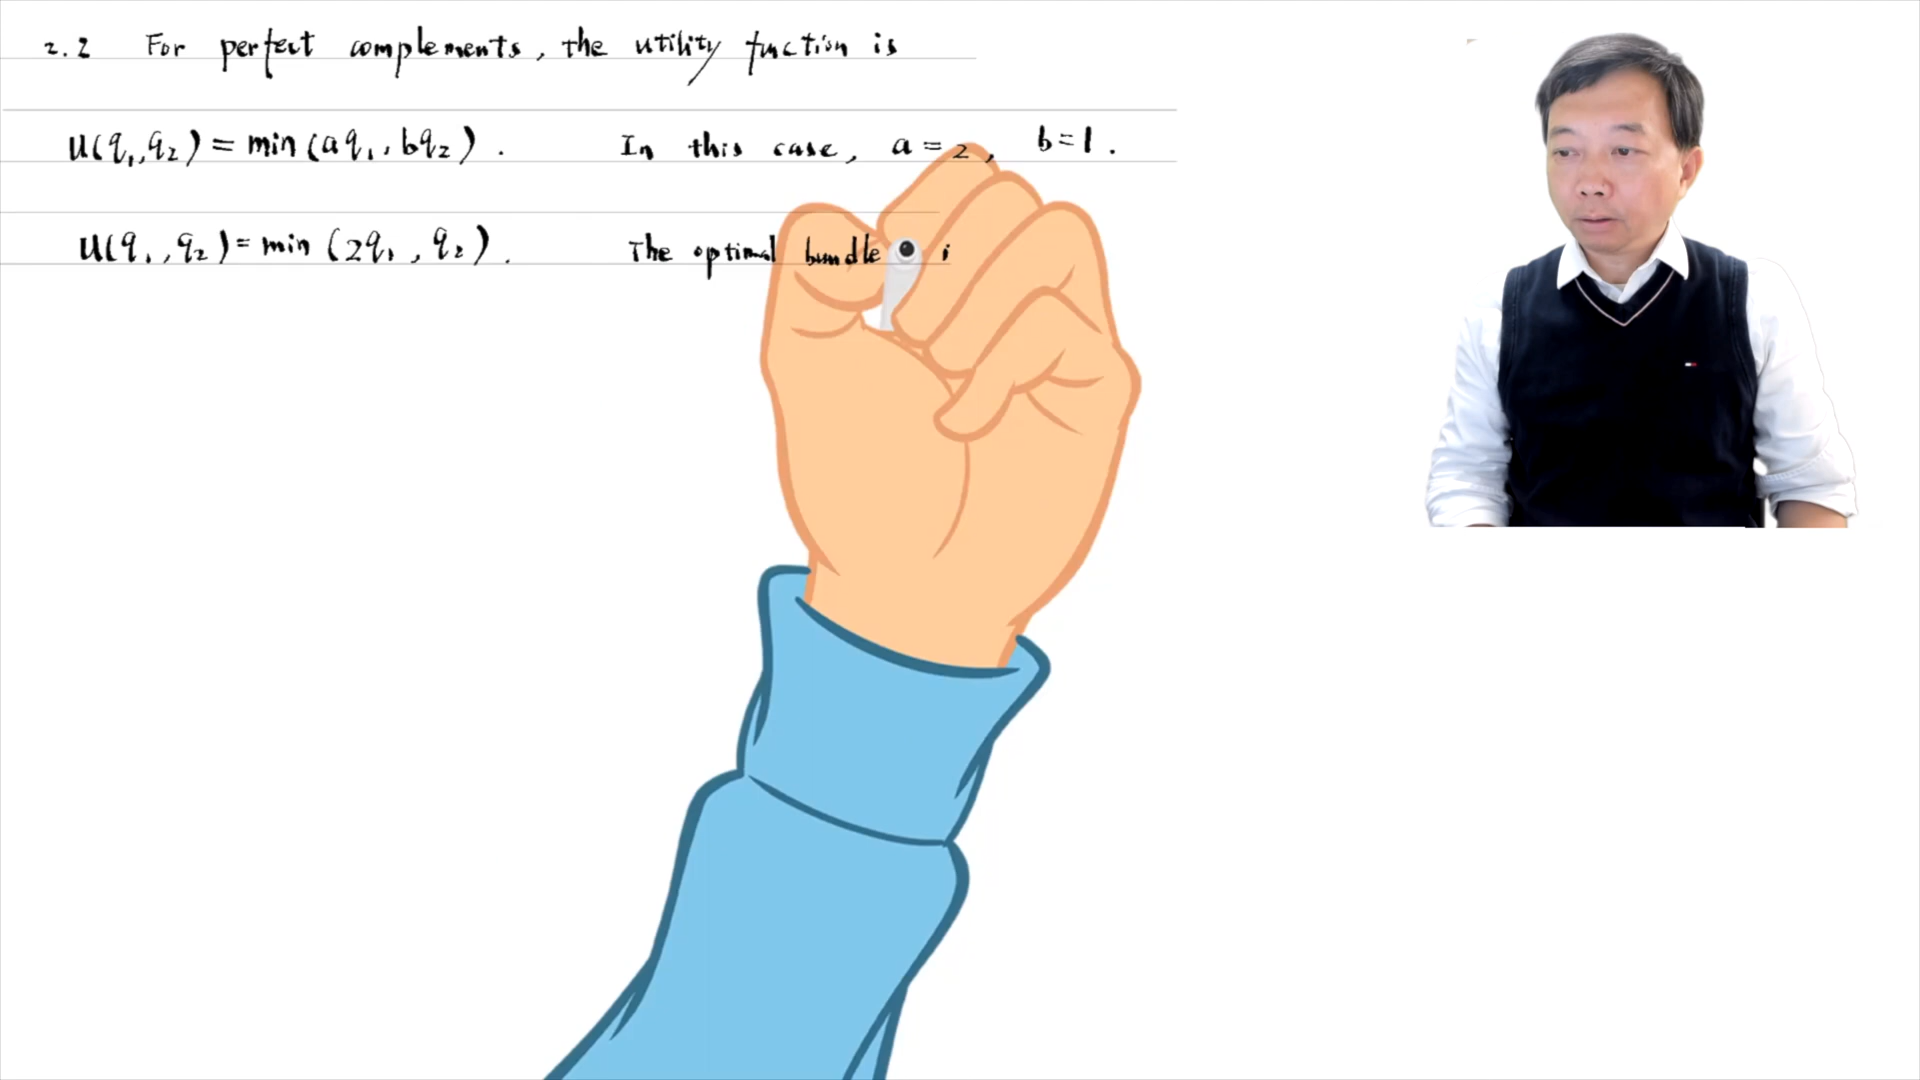 2.2 For perfect complements, the utility function is
U(q₁,q₂) = min(aq₁, bq₂). In this case, a = 2, b=1.
U(q₁, q₂) = min (2q₁, q₂). The optimal bundle i